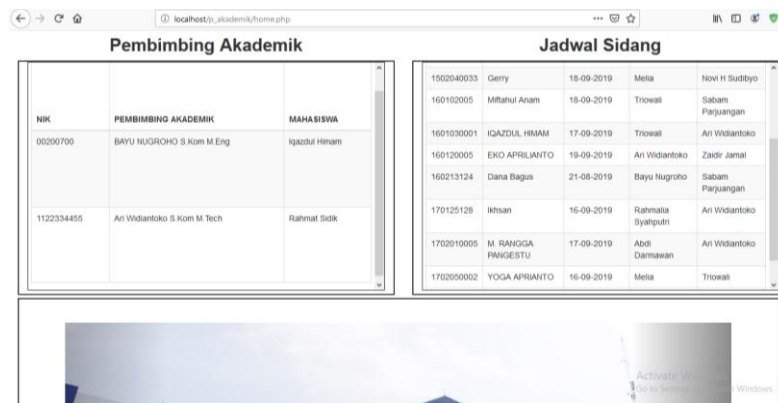 localhost/p_akademik/home.php
Pembimbing Akademik
NIK PEMBIMBING AKADEMIK MAHASISWA
00200700 BAYU NUGROHO S.Kom M.Eng Iqazdul Himam
1122334455 Ari Widiantoko S.Kom M.Tech Rahmat Sidik
Jadwal Sidang
1502040033 Gerry 18-09-2019 Melia Novi H Sudibyo
160102005 Miftahul Anam 18-09-2019 Triowali Sabam
Parjuangan
1601030001 IQAZDUL HIMAM 17-09-2019 Triowali Ari Widiantoko
160120005 EKO APRILIANTO 19-09-2019 Ari Widiantoko Zaidir Jamal
160213124 Dana Bagus 21-08-2019 Bayu Nugroho Sabam
Parjuangan
170125128 Ikhsan 16-09-2019 Rahmalia Ari Widiantoko
Syahputri
1702010005 M. RANGGA 17-09-2019 Abdi Ari Widiantoko
PANGESTU Darmawan
1702050002 YOGA APRIANTO 16-09-2019 Melia Triowali
Activate Windows
Go to Settings Windows.